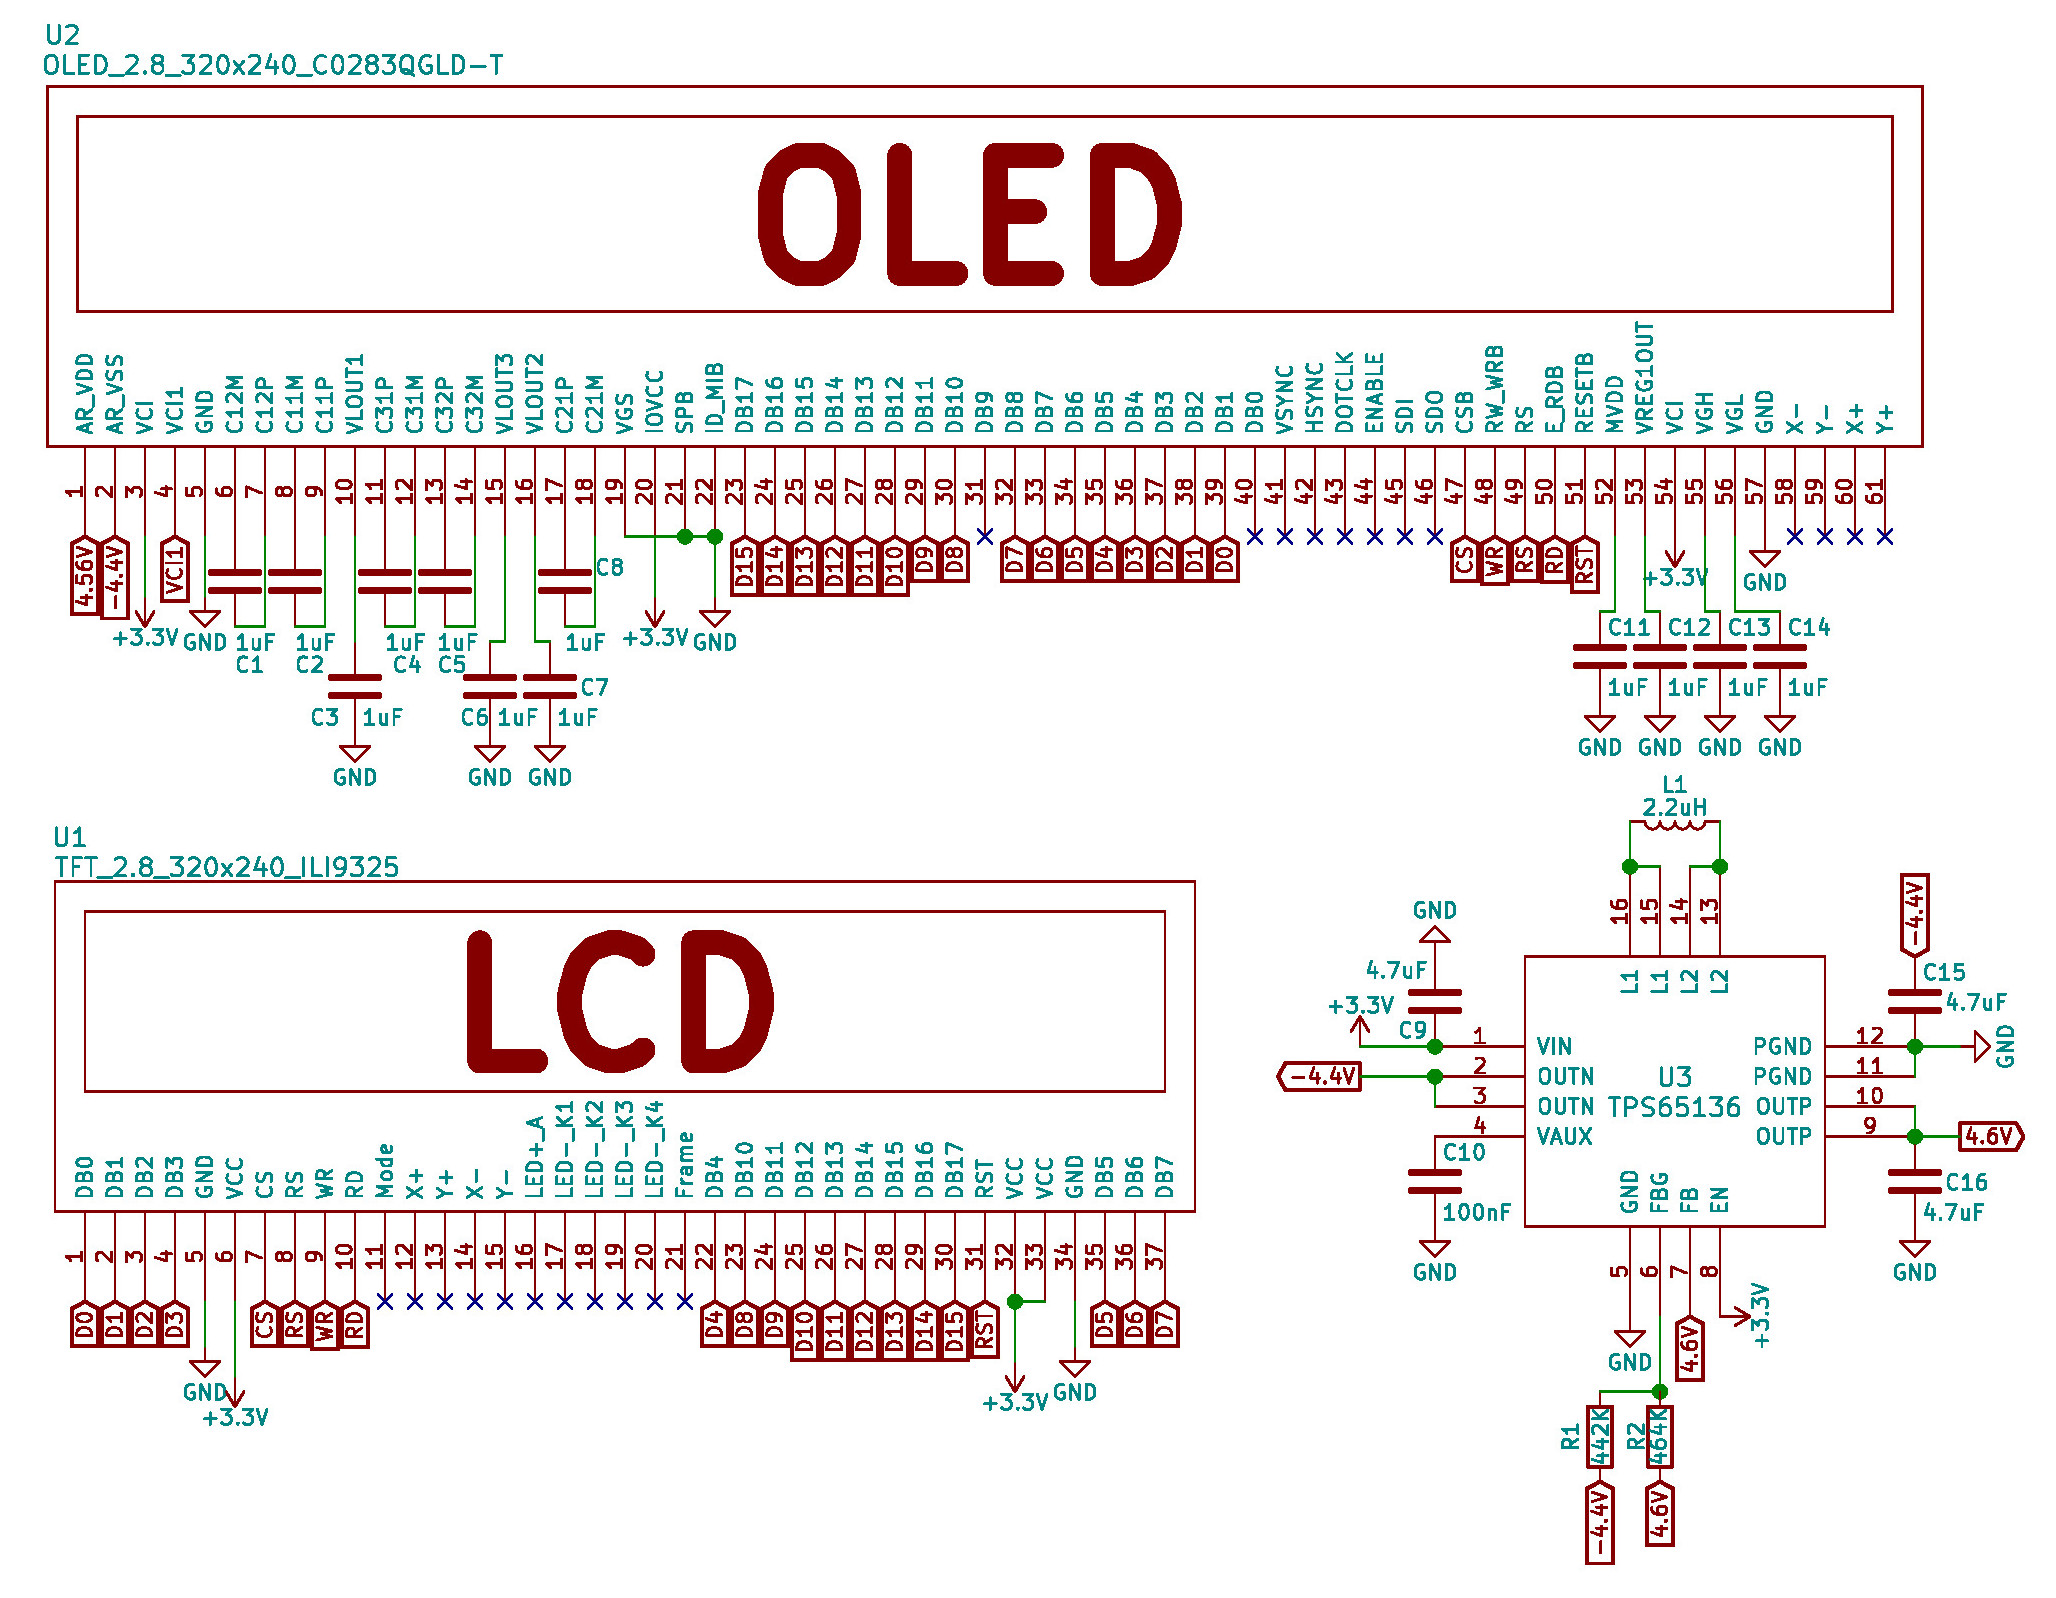 U2
OLED_2.8_320x240_C0283QGLD-T
OLED
AR_VDD AR_VSS VCI VCI1 GND C12M C12P C11M C11P VLOUT1 C31P C31M C32P C32M VLOUT3 VLOUT2 C21P C21M VGS IOVCC SPB ID_MIB DB17 DB16 DB15 DB14 DB13 DB12 DB11 DB10 DB9 DB8 DB7 DB6 DB5 DB4 DB3 DB2 DB1 DB0 VSYNC HSYNC DOTCLK ENABLE SDI SDO CSB RW_WRB RS E_RDB RESETB MVDD VREG1OUT VCI VGH VGL GND X- Y- X+ Y+
1 2 3 4 5 6 7 8 9 10 11 12 13 14 15 16 17 18 19 20 21 22 23 24 25 26 27 28 29 30 31 32 33 34 35 36 37 38 39 40 41 42 43 44 45 46 47 48 49 50 51 52 53 54 55 56 57 58 59 60 61
4.56V -4.4V VCI1 D15 D14 D13 D12 D11 D10 D9 D8 D7 D6 D5 D4 D3 D2 D1 D0 CS WR RS RD RST
C8 +3.3V GND
+3.3V GND 1uF 1uF 1uF 1uF 1uF +3.3V GND C11 C12 C13 C14
C1 C2 C4 C5
C7 1uF 1uF 1uF 1uF
C3 1uF C6 1uF 1uF
GND GND GND GND
GND GND GND
L1
2.2uH
U1
TFT_2.8_320x240_ILI9325
LCD
DB0 DB1 DB2 DB3 GND VCC CS RS WR RD Mode X+ Y+ X- Y- LED+_A LED-_K1 LED-_K2 LED-_K3 LED-_K4 Frame DB4 DB10 DB11 DB12 DB13 DB14 DB15 DB16 DB17 RST VCC VCC GND DB5 DB6 DB7
1 2 3 4 5 6 7 8 9 10 11 12 13 14 15 16 17 18 19 20 21 22 23 24 25 26 27 28 29 30 31 32 33 34 35 36 37
D0 D1 D2 D3 CS RS WR RD D4 D8 D9 D10 D11 D12 D13 D14 D15 RST D5 D6 D7
GND GND
+3.3V +3.3V
16 15 14 13
L1 L1 L2 L2
GND
4.7uF
+3.3V
C9
-4.4V
C15
4.7uF
GND
1 VIN PGND 12
-4.4V 2 OUTN U3 PGND 11
3 OUTN TPS65136 OUTP 10
4 VAUX OUTP 9 4.6V
C10
100nF
GND
C16
4.7uF
GND
GND FBG FB EN
5 6 7 8
GND 4.6V +3.3V
R1 442K R2 464K
-4.4V 4.6V